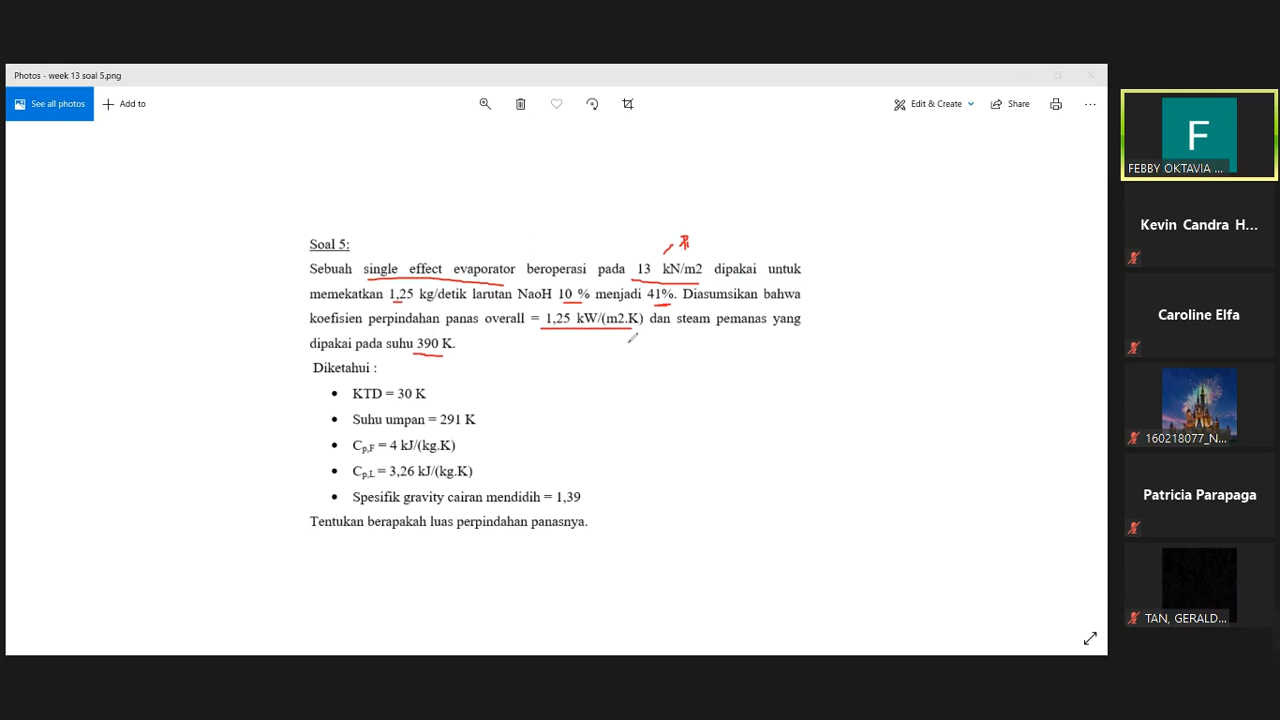 Photos - week 13 soal 5.png
See all photos
Add to
Edit & Create
Share
Soal 5:
P₁
Sebuah single effect evaporator beroperasi pada 13 kN/m2 dipakai untuk
memekatkan 1,25 kg/detik larutan NaoH 10 % menjadi 41%. Diasumsikan bahwa
koefisien perpindahan panas overall = 1,25 kW/(m2.K) dan steam pemanas yang
dipakai pada suhu 390 K.
Diketahui :
• KTD = 30 K
• Suhu umpan = 291 K
• Cp,F = 4 kJ/(kg.K)
• Cp,L = 3,26 kJ/(kg.K)
• Spesifik gravity cairan mendidih = 1,39
Tentukan berapakah luas perpindahan panasnya.
F
FEBBY OKTAVIA ...
Kevin Candra H...
Caroline Elfa
160218077_N...
Patricia Parapaga
TAN, GERALD...